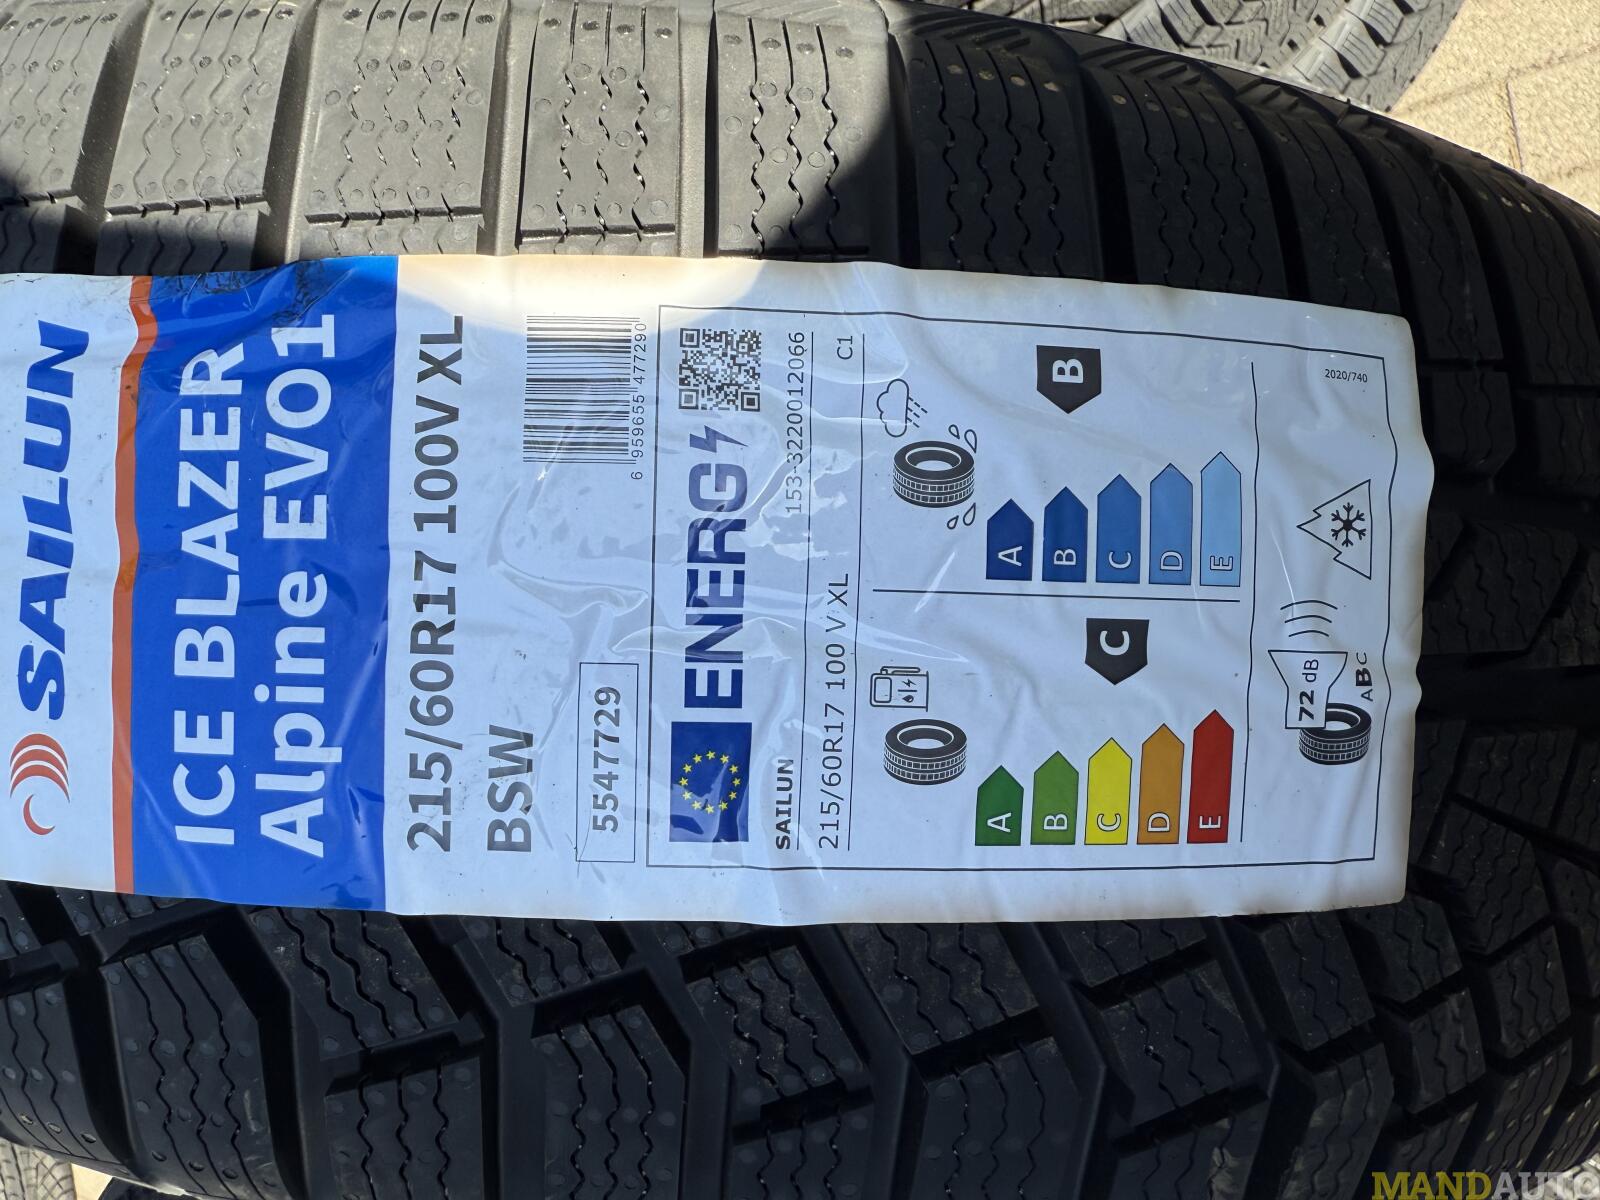 SAILUN
ICE BLAZER
Alpine EVO1
215/60R17 100V XL
BSW
6 959655 477290
5547729
ENERG
SAILUN
153-3220012066
215/60R17 100 V XL
C1
A
B
C
D
E
C
A
B
C
D
E
B
72 dB
ABC
2020/740
MANDAUTO